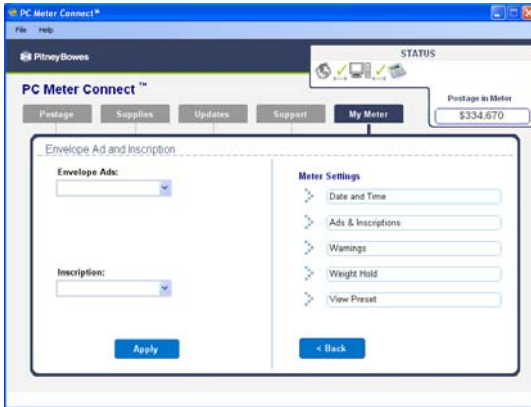 PC Meter Connect™
File Help
PitneyBowes
STATUS
PC Meter Connect ™
Postage in Meter
$334.670
Postage Supplies Updates Support My Meter
Envelope Ad and Inscription
Envelope Ads:
Inscription:
Apply
Meter Settings
Date and Time
Ads & Inscriptions
Warnings
Weight Hold
View Preset
< Back